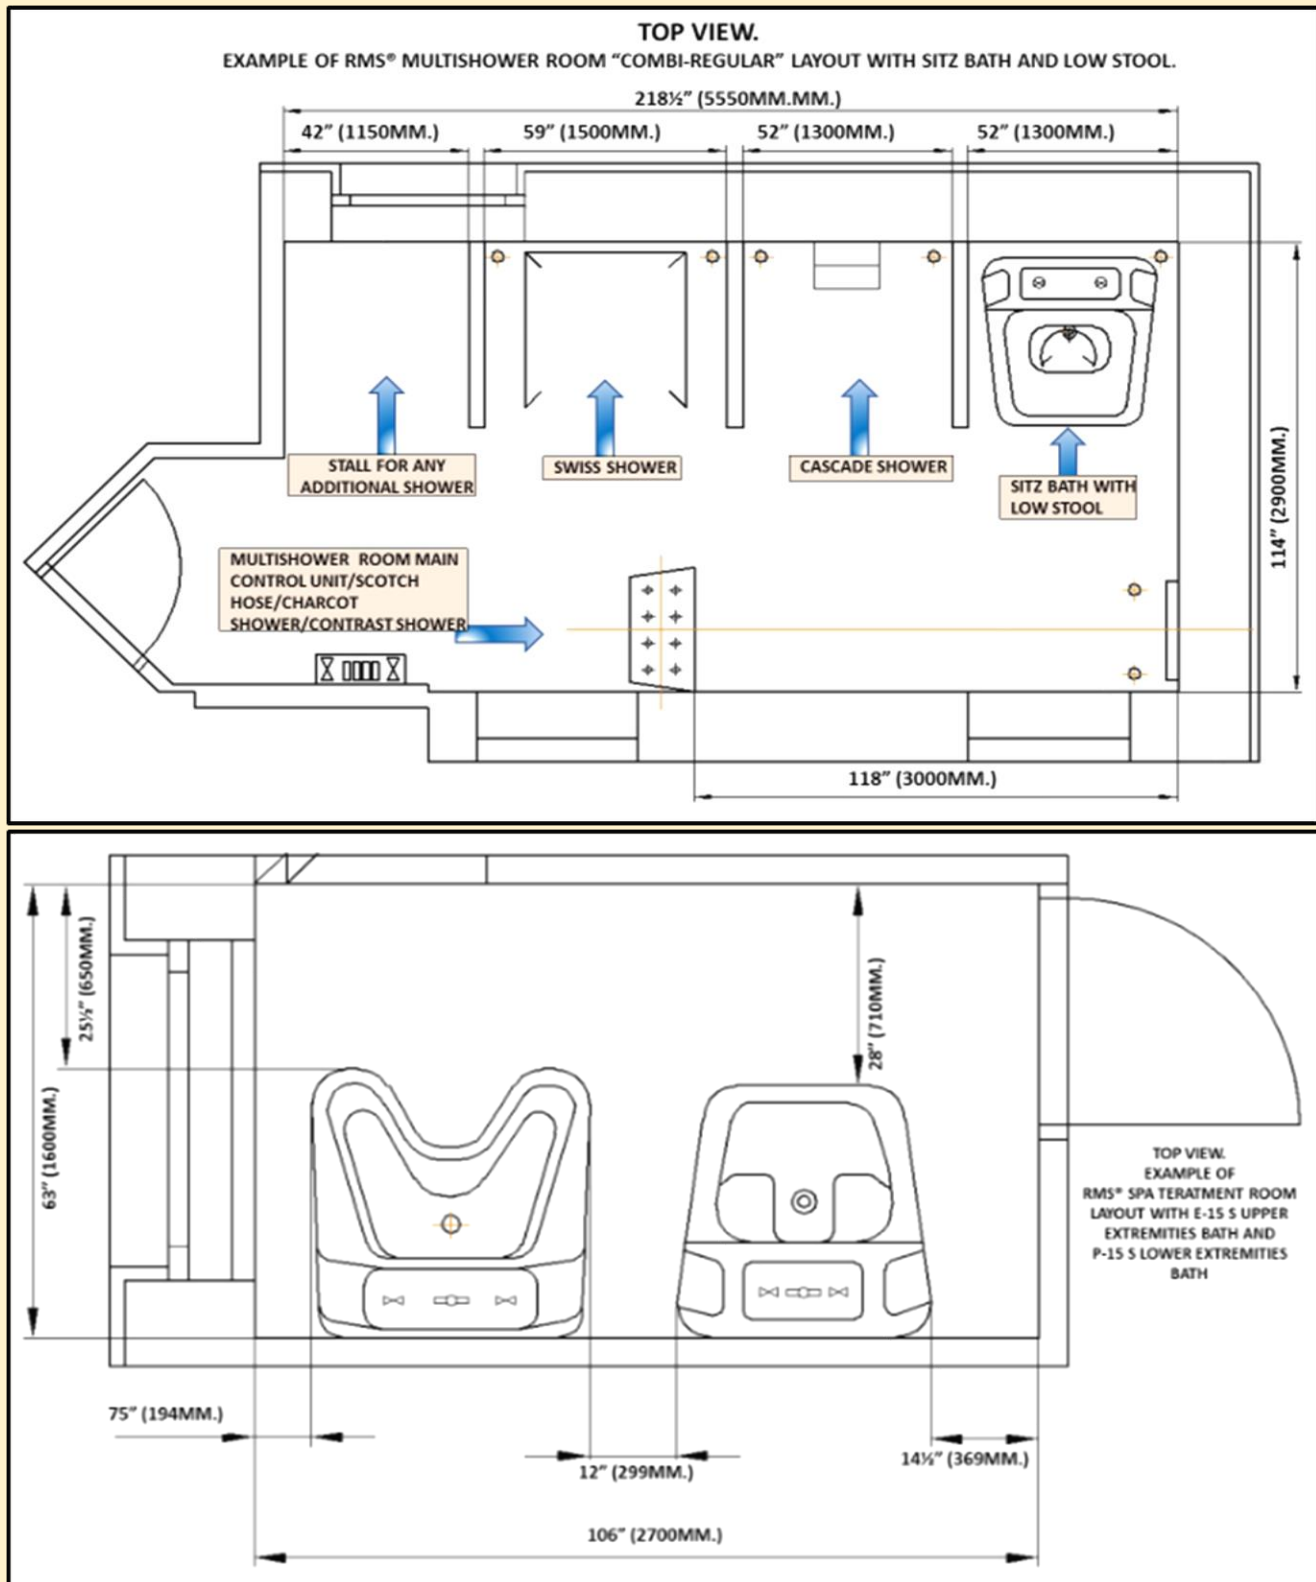 TOP VIEW.
EXAMPLE OF RMS® MULTISHOWER ROOM “COMBI-REGULAR” LAYOUT WITH SITZ BATH AND LOW STOOL.
218½” (5550MM.MM.)
42” (1150MM.)
59” (1500MM.)
52” (1300MM.)
52” (1300MM.)
STALL FOR ANY
ADDITIONAL SHOWER
SWISS SHOWER
CASCADE SHOWER
SITZ BATH WITH
LOW STOOL
114” (2900MM.)
MULTISHOWER ROOM MAIN
CONTROL UNIT/SCOTCH
HOSE/CHARCOT
SHOWER/CONTRAST SHOWER
118” (3000MM.)
25½” (650MM.)
28” (710MM.)
63” (1600MM.)
TOP VIEW.
EXAMPLE OF
RMS® SPA TERATMENT ROOM
LAYOUT WITH E-15 S UPPER
EXTREMITIES BATH AND
P-15 S LOWER EXTREMITIES
BATH
75” (194MM.)
12” (299MM.)
14½” (369MM.)
106” (2700MM.)